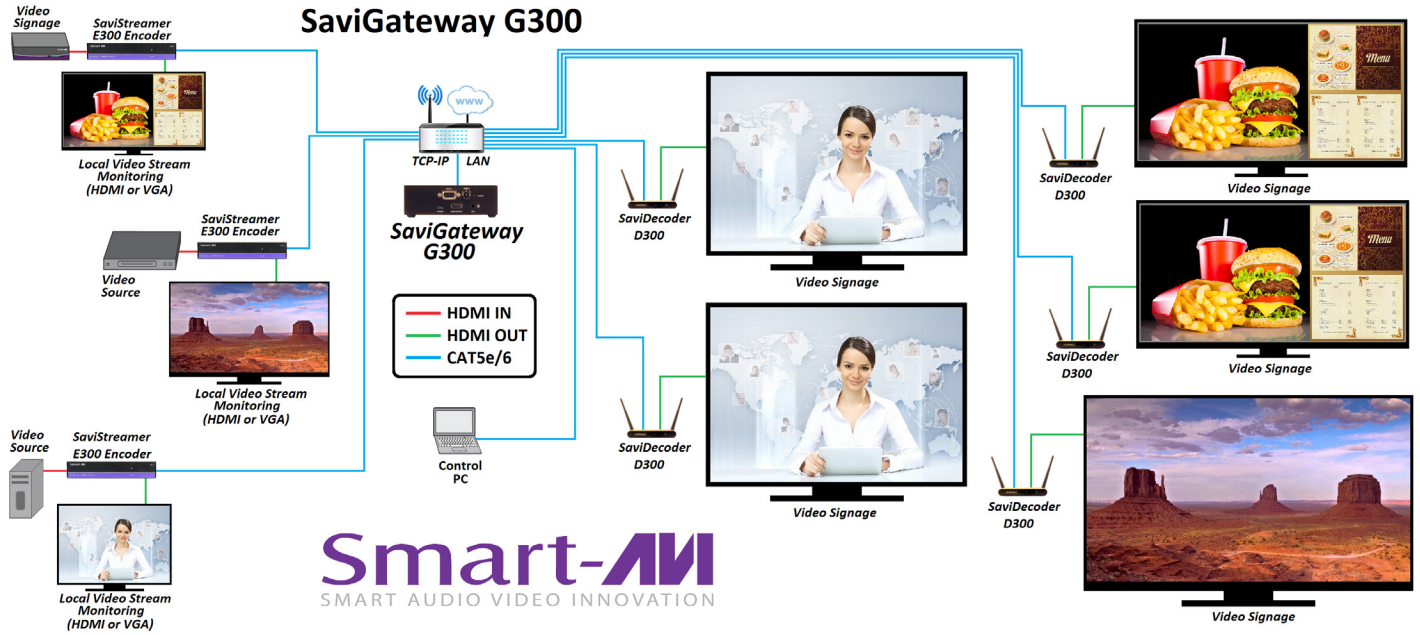 SaviGateway G300
Video
Signage
SaviStreamer
E300 Encoder
Menu
Local Video Stream
Monitoring
(HDMI or VGA)
SaviStreamer
E300 Encoder
Video
Source
Local Video Stream
Monitoring
(HDMI or VGA)
Video
Source
SaviStreamer
E300 Encoder
Local Video Stream
Monitoring
(HDMI or VGA)
www
TCP-IP LAN
SaviGateway
G300
HDMI IN
HDMI OUT
CAT5e/6
Control
PC
SaviDecoder
D300
Video Signage
SaviDecoder
D300
Video Signage
SaviDecoder
D300
Menu
Video Signage
SaviDecoder
D300
Menu
Video Signage
SaviDecoder
D300
Video Signage
Smart-AVI
SMART AUDIO VIDEO INNOVATION